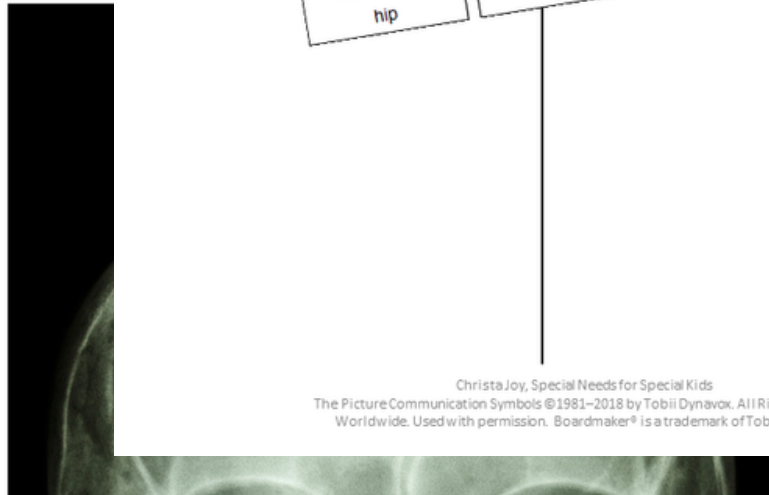 hip
Christa Joy, Special Needs for Special Kids
The Picture Communication Symbols ©1981–2018 by Tobii Dynavox. All Ri
Worldwide. Used with permission. Boardmaker® is a trademark of Tob